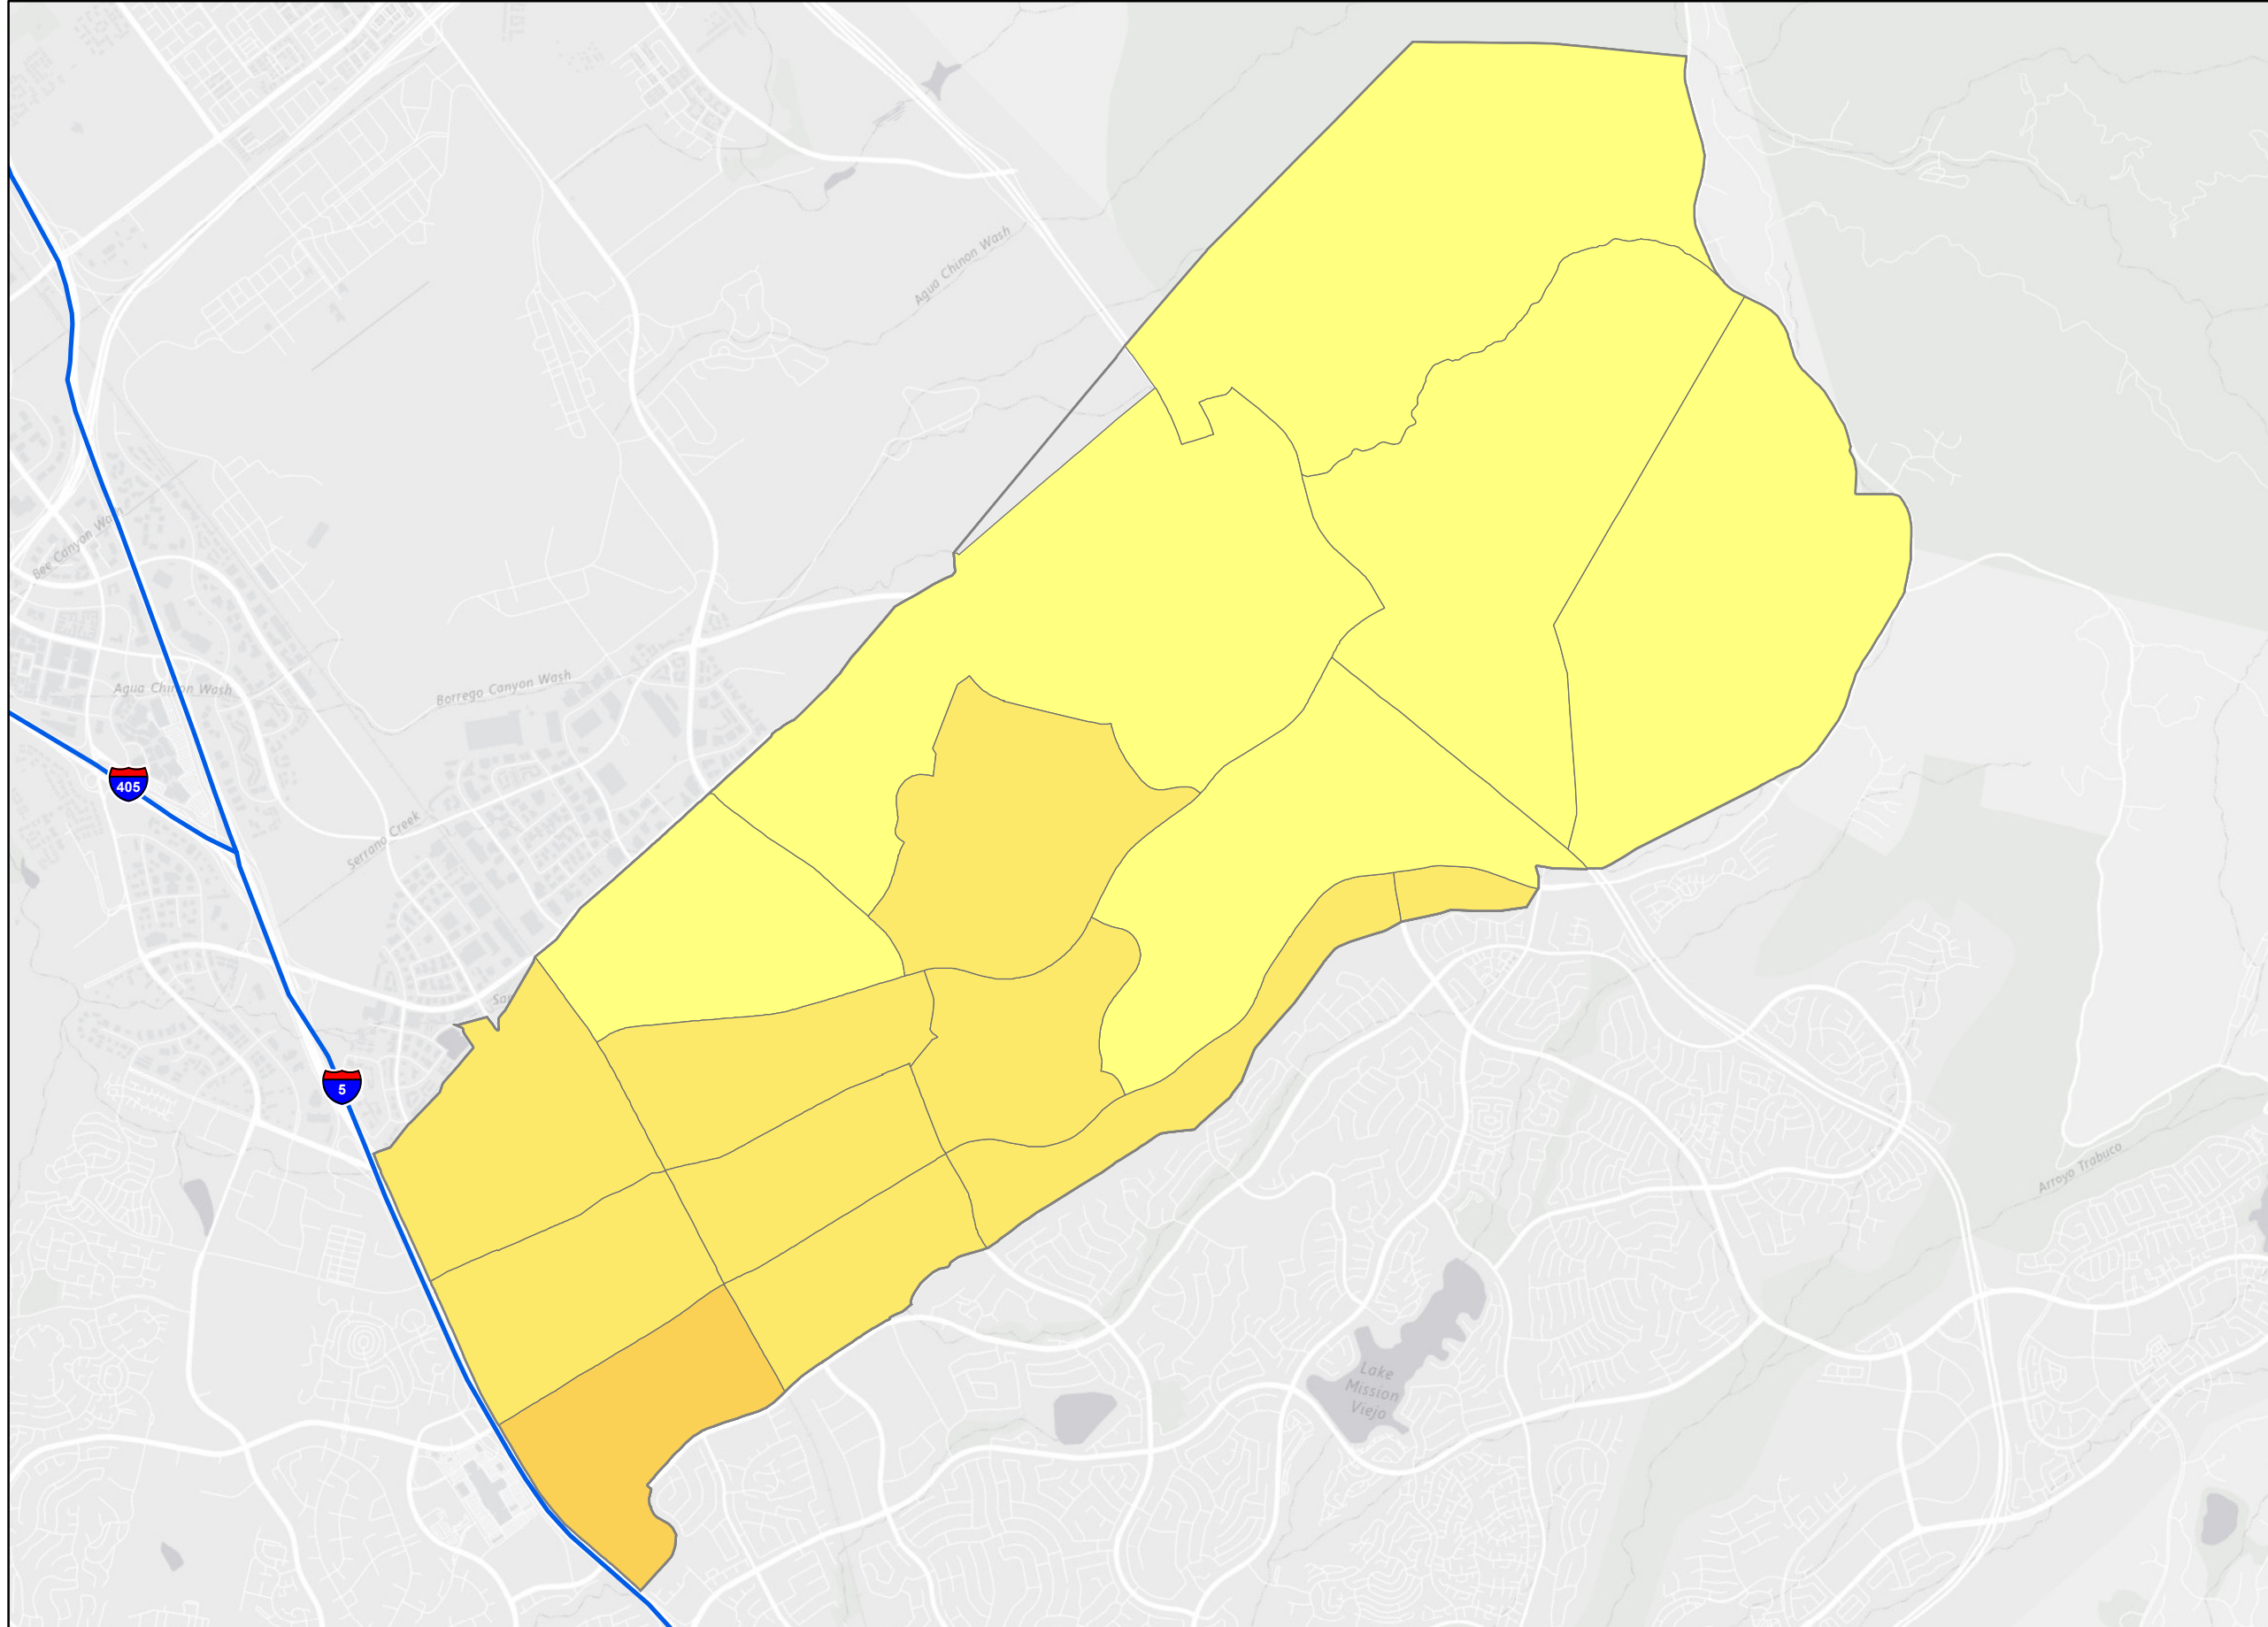 Agua Chinon Wash
Bee Canyon Wash
Agua Chinon Wash
Borrego Canyon Wash
405
Serrano Creek
5
Arroyo Trabuco
Lake
Mission
Viejo